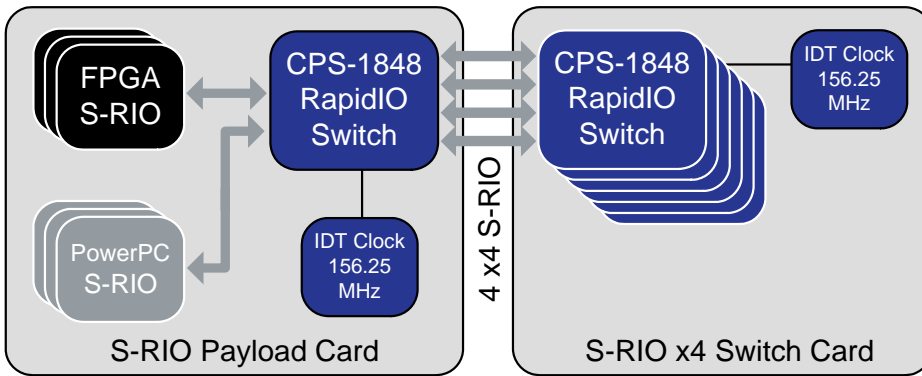 FPGA
S-RIO
PowerPC
S-RIO
CPS-1848
RapidIO
Switch
IDT Clock
156.25
MHz
S-RIO Payload Card
4 x4 S-RIO
CPS-1848
RapidIO
Switch
IDT Clock
156.25
MHz
S-RIO x4 Switch Card